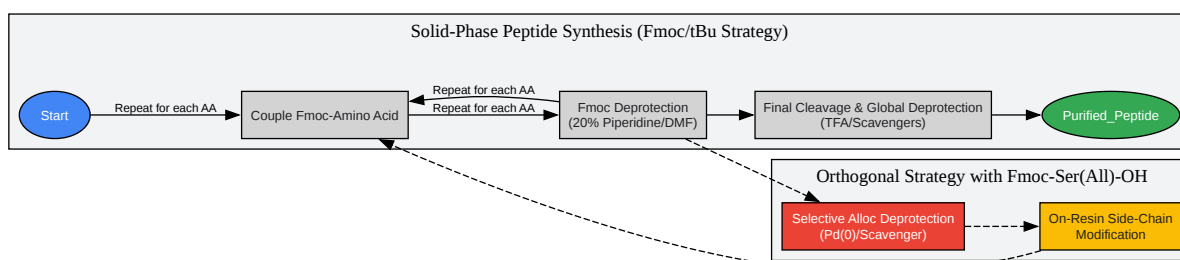 Solid-Phase Peptide Synthesis (Fmoc/tBu Strategy)
Start
Repeat for each AA
Couple Fmoc-Amino Acid
Repeat for each AA
Repeat for each AA
Fmoc Deprotection
(20% Piperidine/DMF)
Final Cleavage & Global Deprotection
(TFA/Scavengers)
Purified_Peptide
Orthogonal Strategy with Fmoc-Ser(All)-OH
Selective Alloc Deprotection
(Pd(0)/Scavenger)
On-Resin Side-Chain
Modification